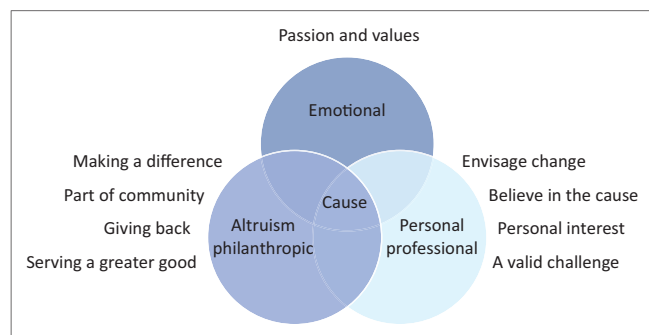 Passion and values
Emotional
Making a difference
Part of community
Giving back
Serving a greater good
Cause
Altruism
philanthropic
Personal
professional
Envisage change
Believe in the cause
Personal interest
A valid challenge